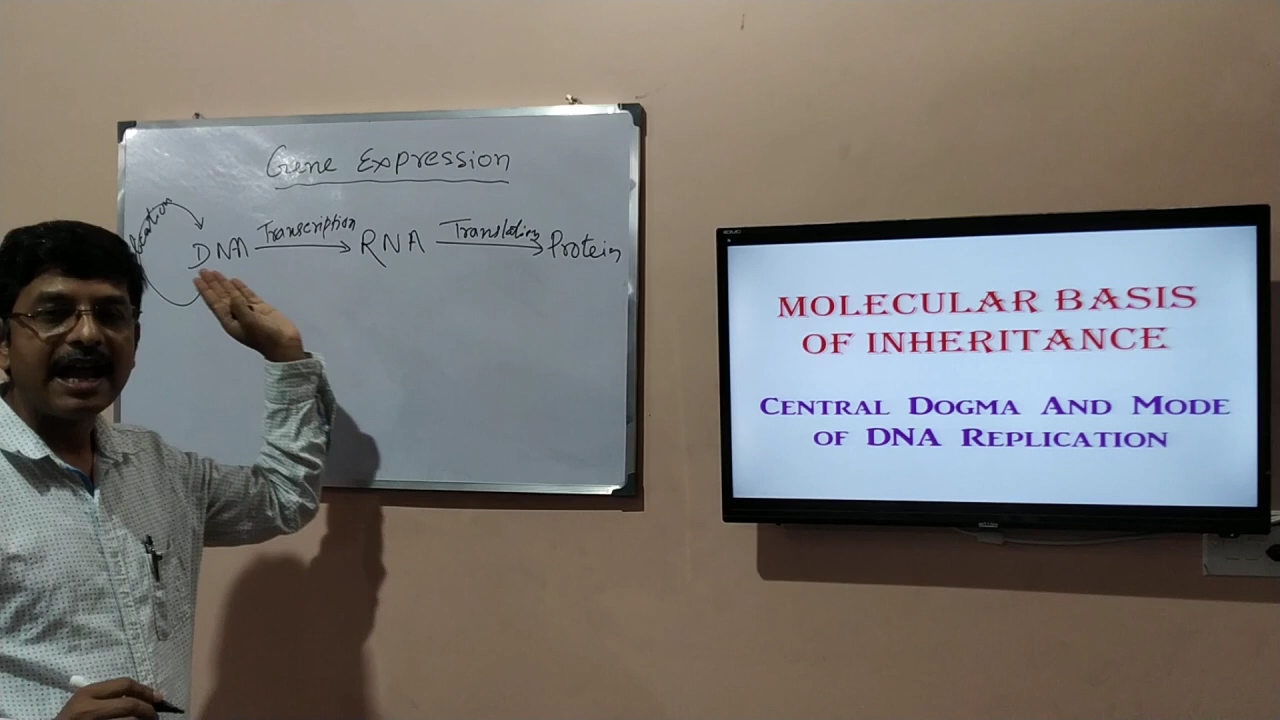 Gene Expression
Transcription
Translation
DNA RNA Protein
MOLECULAR BASIS
OF INHERITANCE
CENTRAL DOGMA AND MODE
OF DNA REPLICATION